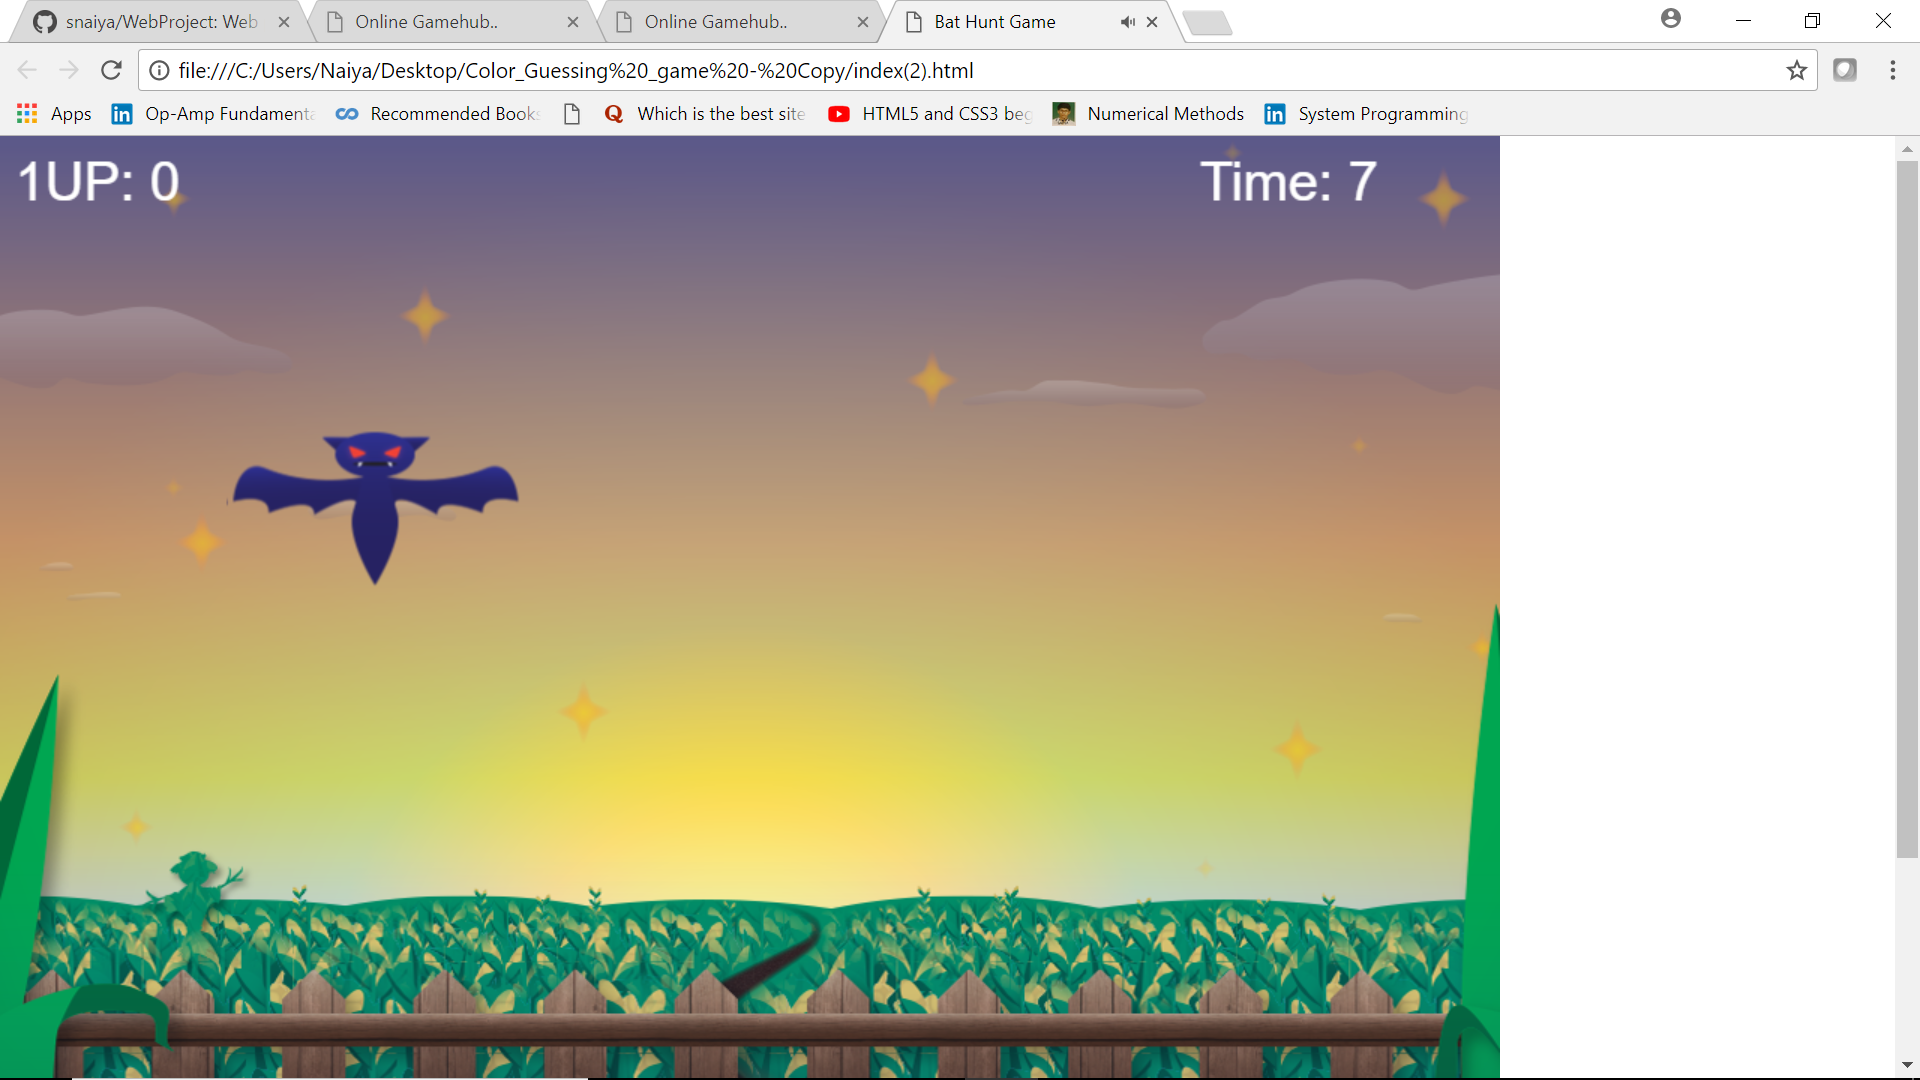 snaiya/WebProject: Web
Online Gamehub..
Online Gamehub..
Bat Hunt Game
file:///C:/Users/Naiya/Desktop/Color_Guessing%20_game%20-%20Copy/index(2).html
Apps
Op-Amp Fundamenta
Recommended Books
Which is the best site
HTML5 and CSS3 beg
Numerical Methods
System Programming
1UP: 0
Time: 7